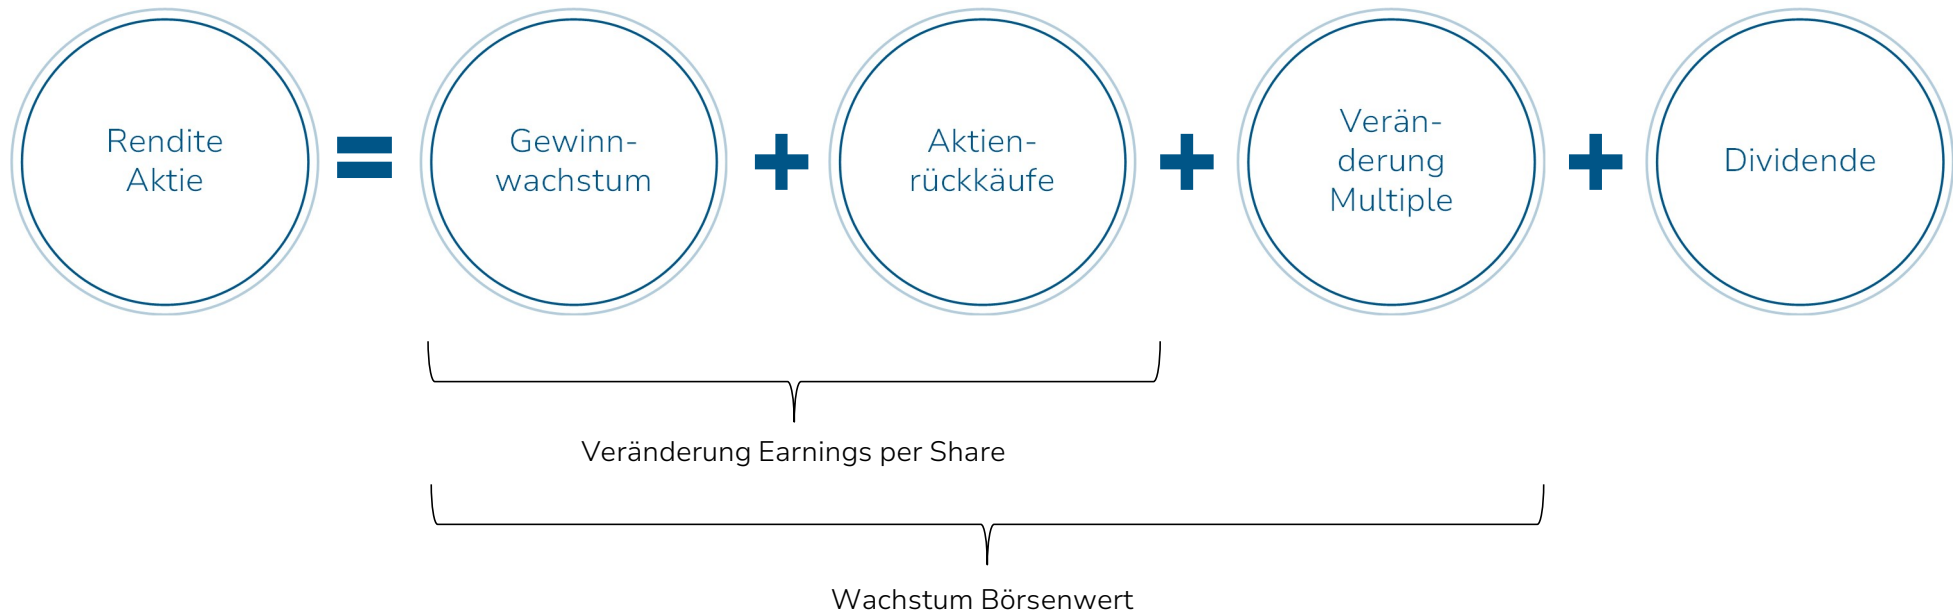 Rendite
Aktie
=
Gewinn-
wachstum
+
Aktien-
rückkäufe
+
Verän-
derung
Multiple
+
Dividende
Veränderung Earnings per Share
Wachstum Börsenwert